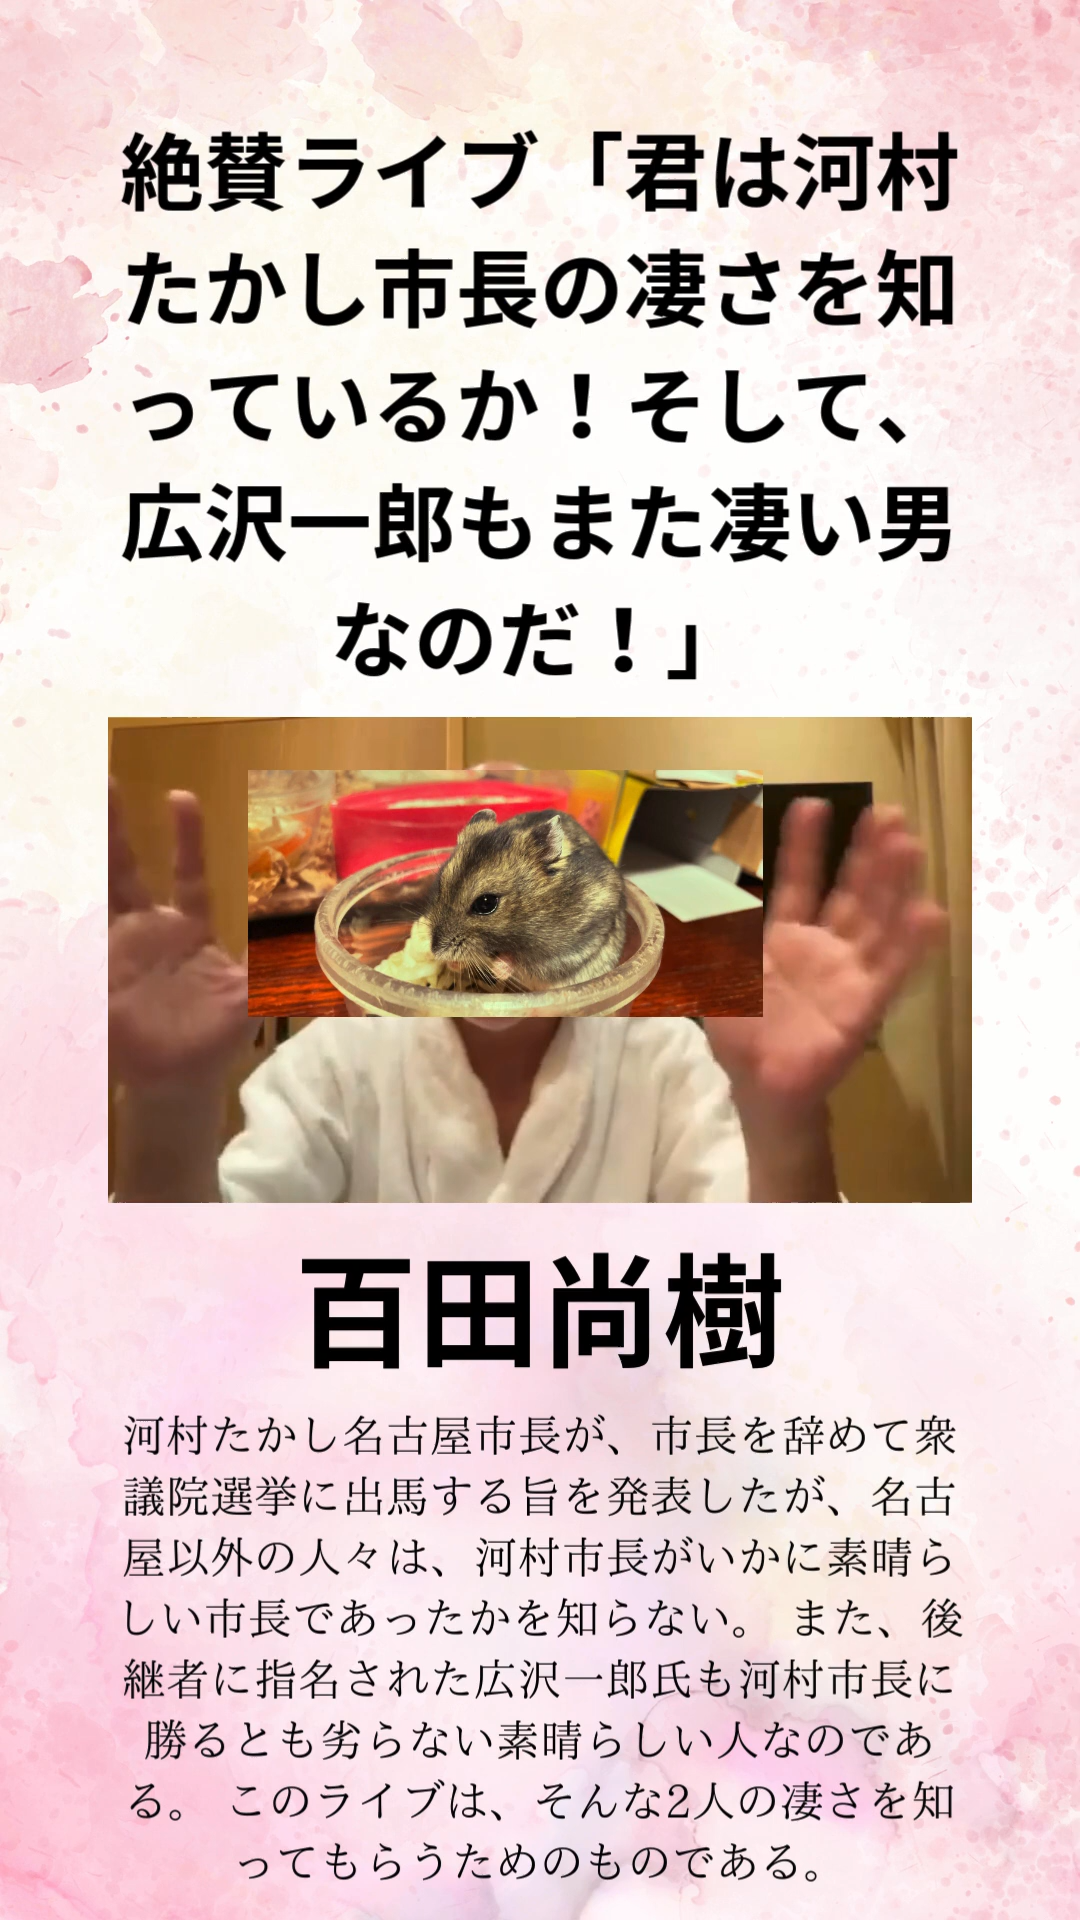 絶賛ライブ「君は河村
たかし市長の凄さを知
っているか！そして、
広沢一郎もまた凄い男
なのだ！」
百田尚樹
河村たかし名古屋市長が、市長を辞めて衆
議院選挙に出馬する旨を発表したが、名古
屋以外の人々は、河村市長がいかに素晴ら
しい市長であったかを知らない。 また、後
継者に指名された広沢一郎氏も河村市長に
勝るとも劣らない素晴らしい人なのであ
る。 このライブは、そんな2人の凄さを知
ってもらうためのものである。